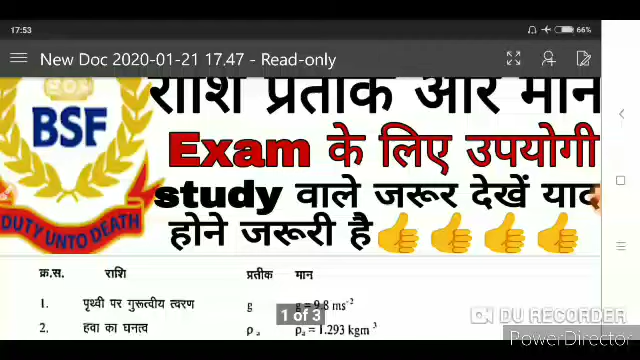 17:53
66%
New Doc 2020-01-21 17.47 - Read-only
राशि प्रतीक और मान
BSF
Exam के लिए उपयोगी
study वाले जरूर देखें याद
होने जरूरी है👍👍👍👍
DUTY UNTO DEATH
क्र.स. राशि प्रतीक मान
1. पृथ्वी पर गुरूत्वीय त्वरण g g = 9.8 ms⁻²
1 of 3
2. हवा का घनत्व ρ a ρa = 1.293 kgm 3
DU RECORDER
PowerDirector